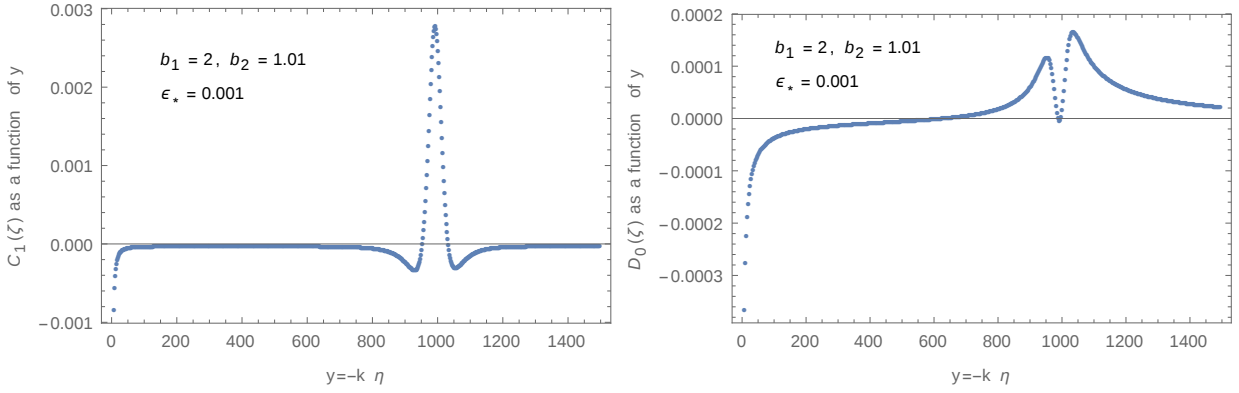 C₁(ζ) as a function of y
0.003
0.002
0.001
0.000
−0.001
b₁ = 2, b₂ = 1.01
ϵ⋆ = 0.001
0 200 400 600 800 1000 1200 1400
y=−k η
D₀(ζ) as a function of y
0.0002
0.0001
0.0000
−0.0001
−0.0002
−0.0003
b₁ = 2, b₂ = 1.01
ϵ⋆ = 0.001
0 200 400 600 800 1000 1200 1400
y=−k η